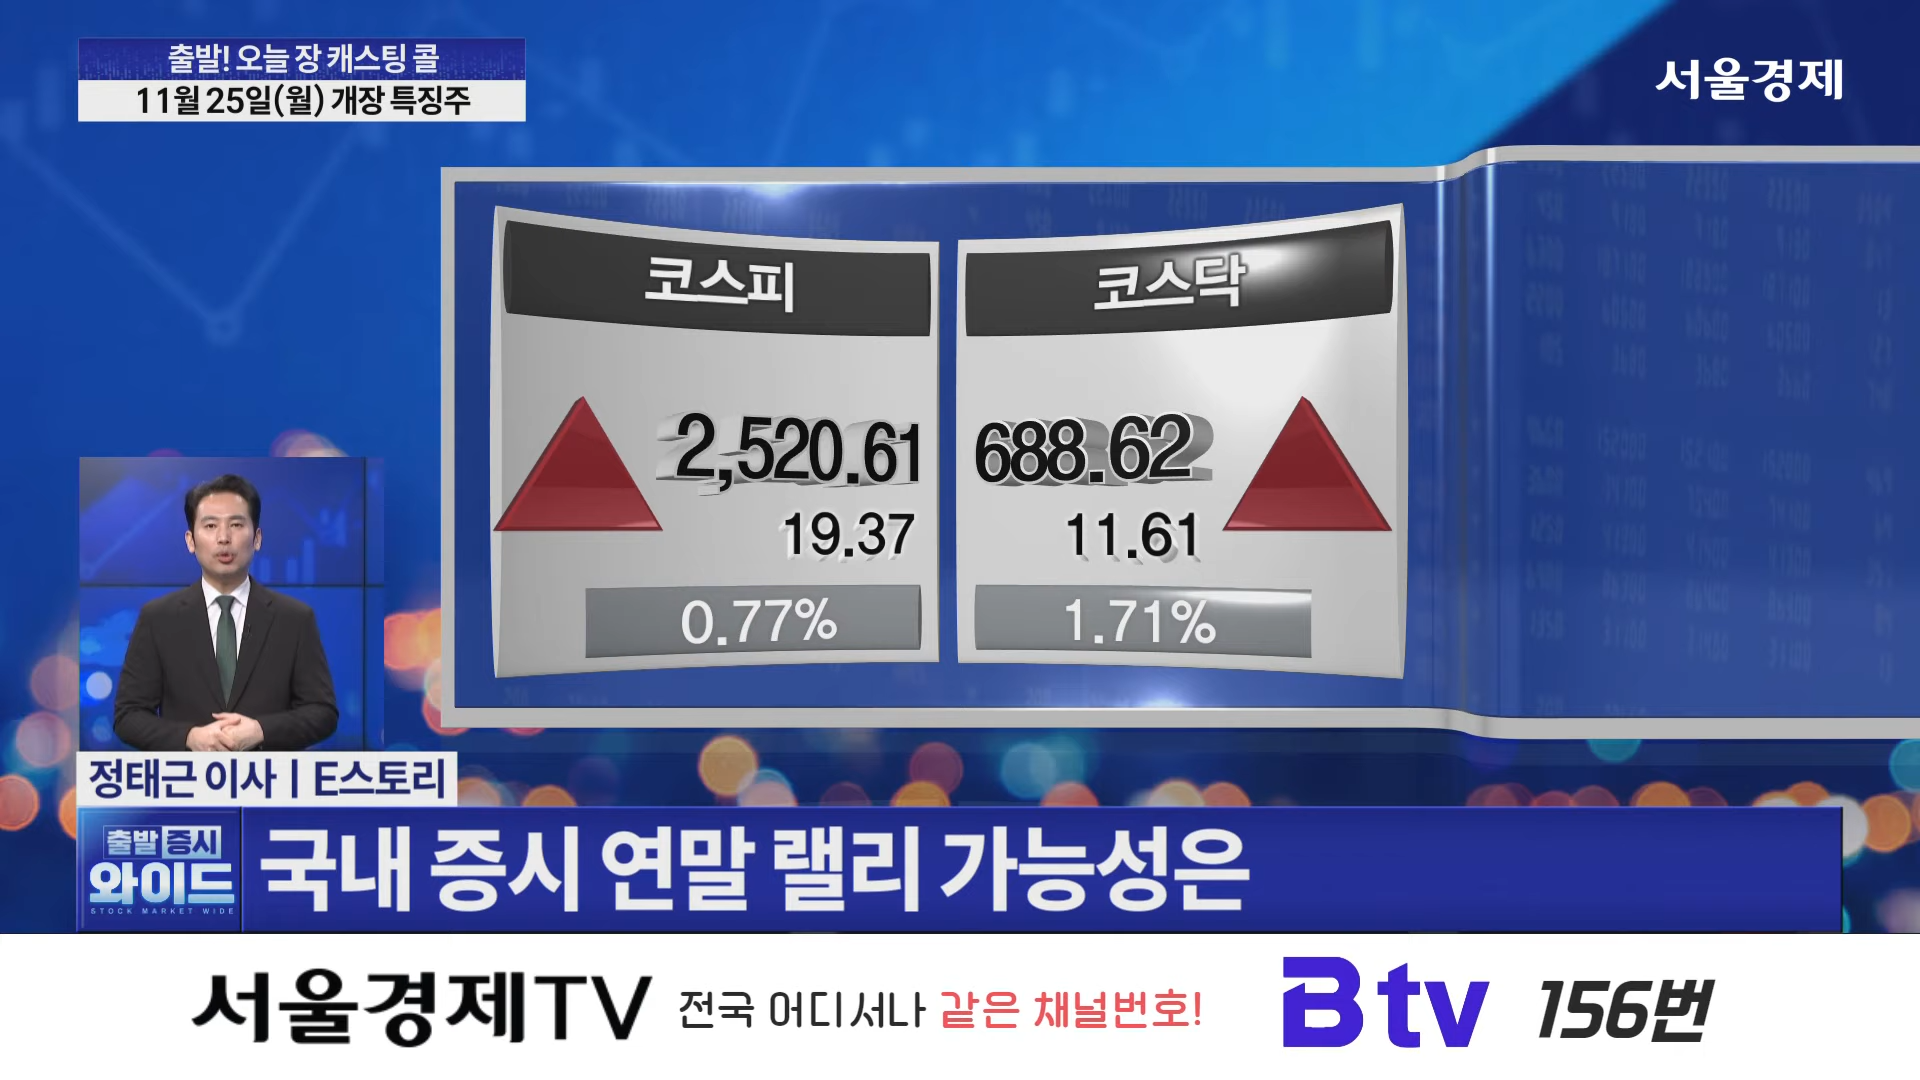 출발! 오늘 장 캐스팅 콜
11월 25일(월) 개장 특징주
서울경제
코스피
2,520.61
19.37
0.77%
코스닥
688.62
11.61
1.71%
정태근 이사 | E스토리
출발 증시
와이드
STOCK MARKET WIDE
국내 증시 연말 랠리 가능성은
서울경제TV 전국 어디서나 같은 채널번호! B tv 156번